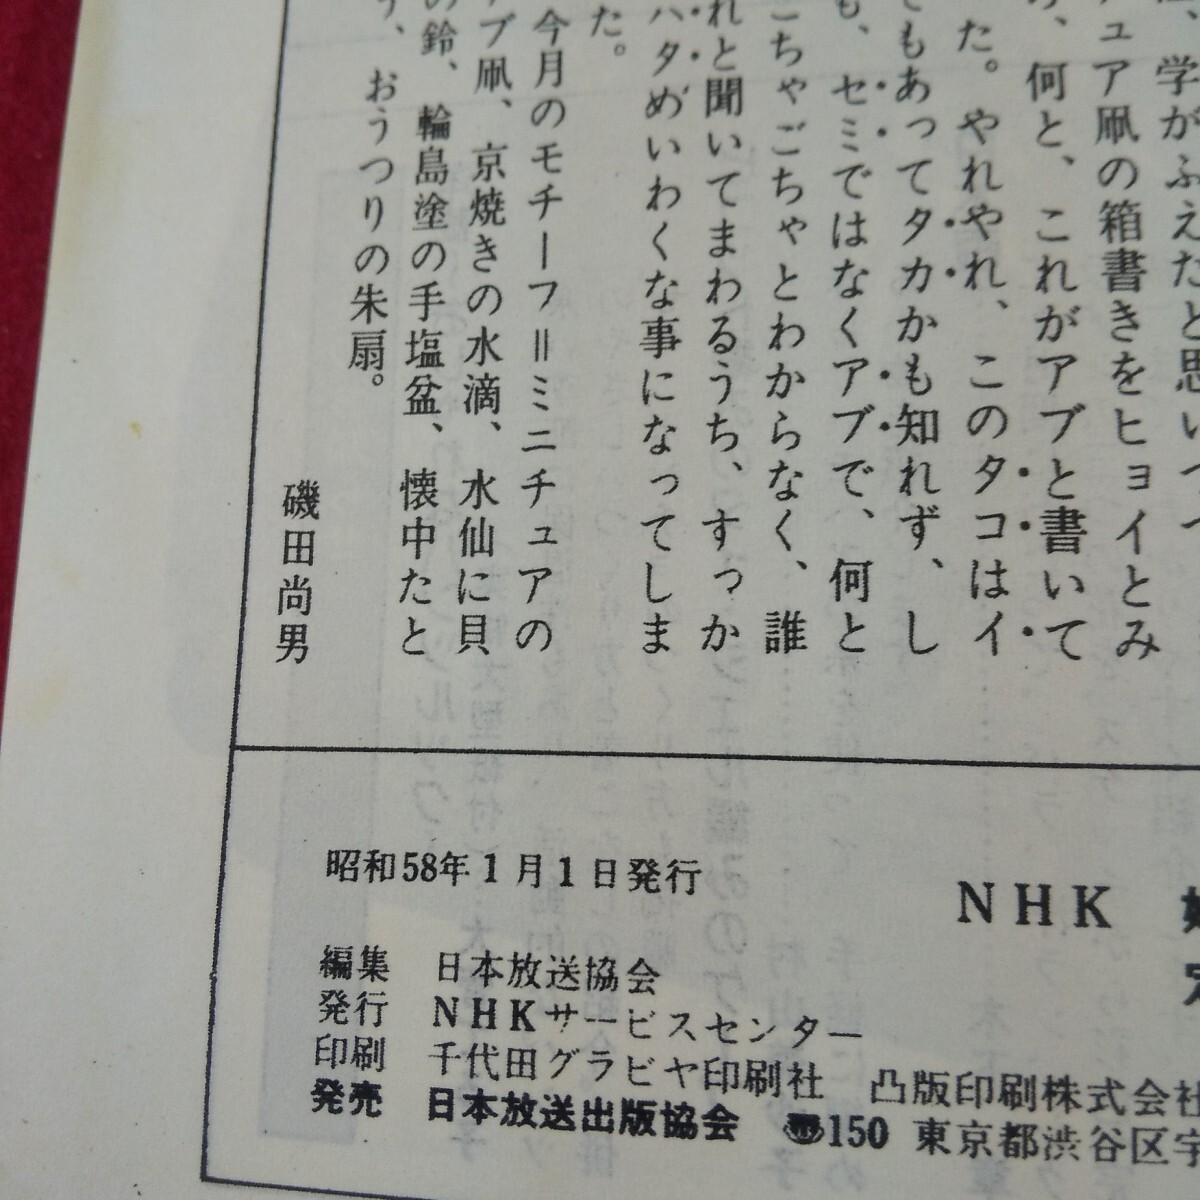 、学がふえたと思いつ
ュア凧の箱書きをヒョイとみ
、何と、これがアブと書いて
た。やれやれ、このタコはイ
もあってタカかも知れず、し
も、セミではなくアブで、何と
こちゃごちゃとわからなく、誰
れと聞いてまわるうち、すっか
ハタめいわくな事になってしま
た。
今月のモチーフ＝ミニチュアの
ブ凧、京焼きの水滴、水仙に貝
の鈴、輪島塗の手塩盆、懐中たと
う、おうつりの朱扇。
磯田尚男
昭和58年1月1日発行
NHK
編集 日本放送協会
発行 NHKサービスセンター
印刷 千代田グラビヤ印刷社 凸版印刷株式会社
発売 日本放送出版協会 〠150 東京都渋谷区宇